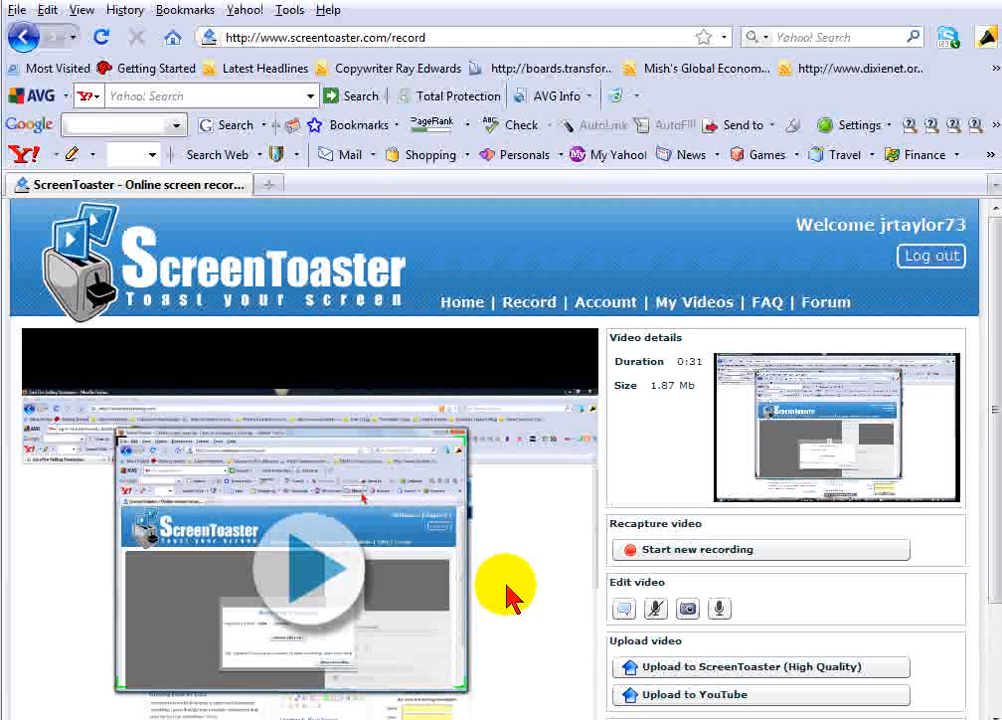 File Edit View History Bookmarks Yahoo! Tools Help
http://www.screentoaster.com/record Yahoo! Search
Most Visited Getting Started Latest Headlines Copywriter Ray Edwards http://boards.transfor... Mish's Global Econom... http://www.dixienet.or... »
AVG Y! Yahoo! Search Search Total Protection AVG Info
Google G Search Bookmarks PageRank ABC Check AutoLink AutoFill Send to Settings »
Y! Search Web Mail Shopping Personals My Yahoo! News Games Travel Finance »
ScreenToaster - Online screen recor...
ScreenToaster
Toast your screen
Welcome jrtaylor73
Log out
Home | Record | Account | My Videos | FAQ | Forum
ScreenToaster
Video details
Duration 0:31
Size 1.87 Mb
Recapture video
Start new recording
Edit video
Upload video
Upload to ScreenToaster (High Quality)
Upload to YouTube